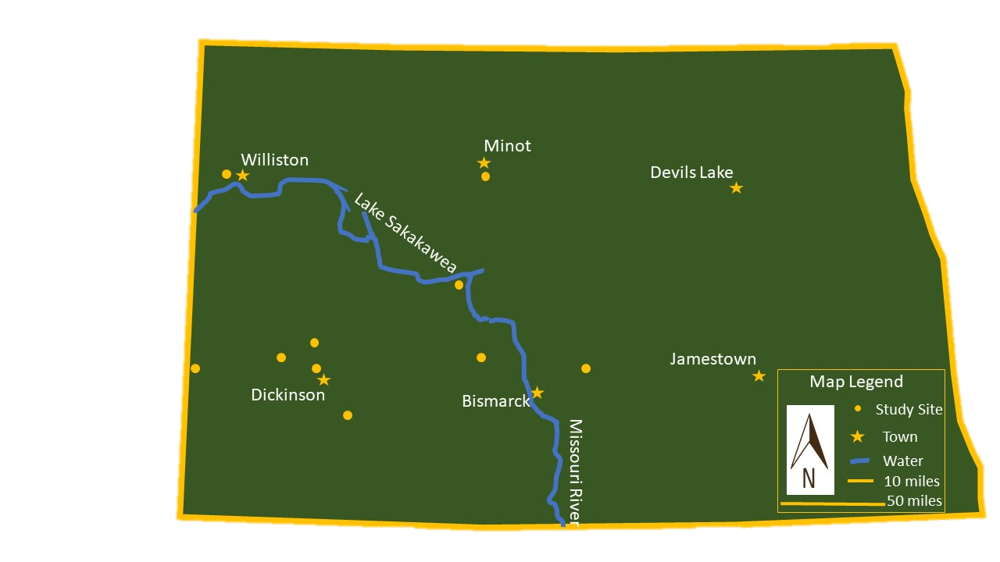 Minot
Williston
Devils Lake
Lake Sakakawea
Jamestown
Dickinson
Bismarck
Missouri River
Map Legend
Study Site
Town
Water
10 miles
50 miles
N